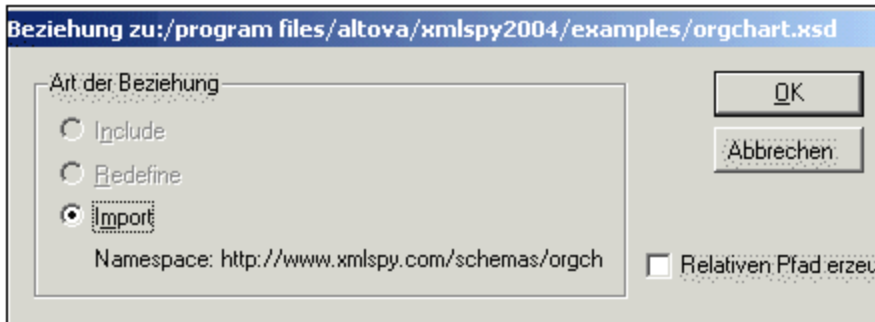 Beziehung zu:/program files/altova/xmlspy2004/examples/orgchart.xsd
Art der Beziehung
Include
Redefine
Import
Namespace: http://www.xmlspy.com/schemas/orgch
OK
Abbrechen
Relativen Pfad erzeu